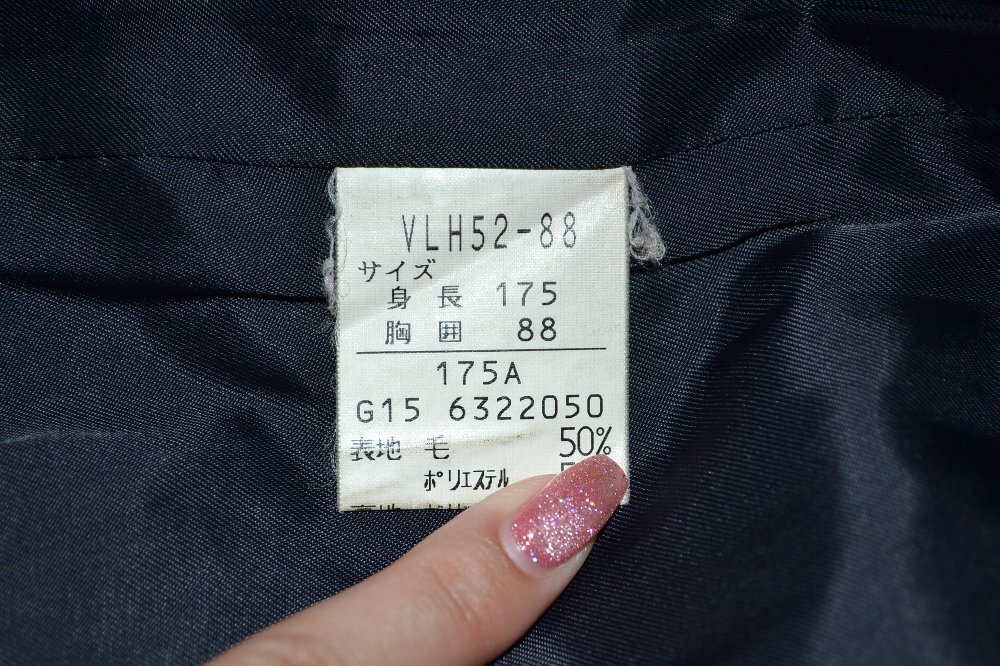 VLH52-88
サイズ
身 長 175
胸 囲 88
175A
G15 6322050
表地 毛 50%
ポリエステル